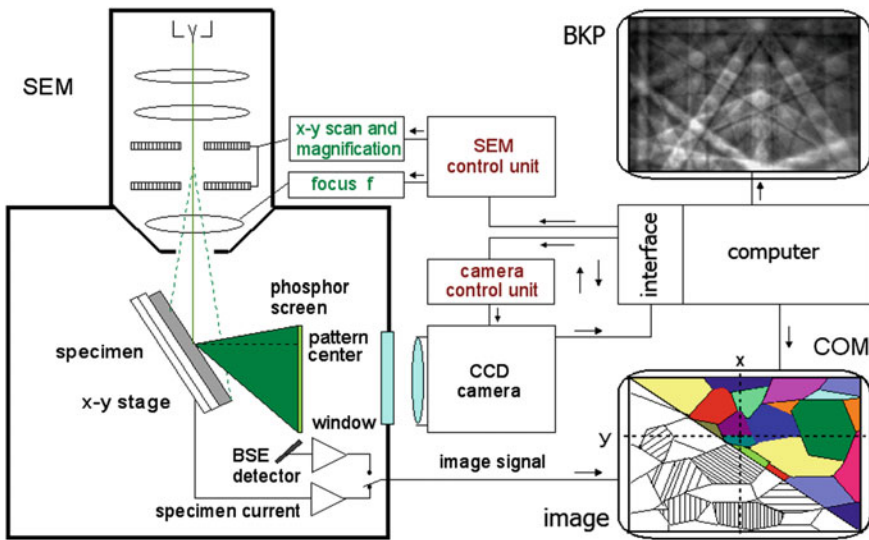 SEM
x-y scan and
magnification
focus f
SEM
control unit
BKP
camera
control unit
interface
computer
phosphor
screen
pattern
center
specimen
x-y stage
CCD
camera
window
BSE
detector
specimen current
image signal
COM
x
y
image